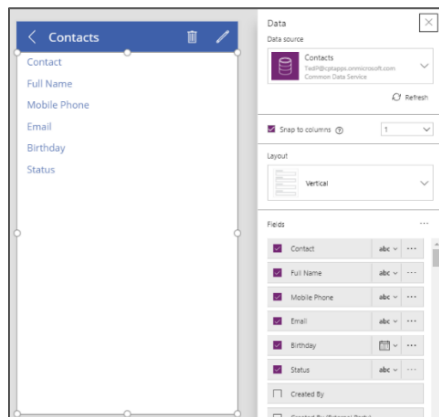 Contacts
Contact
Full Name
Mobile Phone
Email
Birthday
Status
Data
Data source
Contacts
Common Data Service
Refresh
Snap to columns
1
Layout
Vertical
Fields
Contact abc
Full Name abc
Mobile Phone abc
Email abc
Birthday
Status abc
Created By